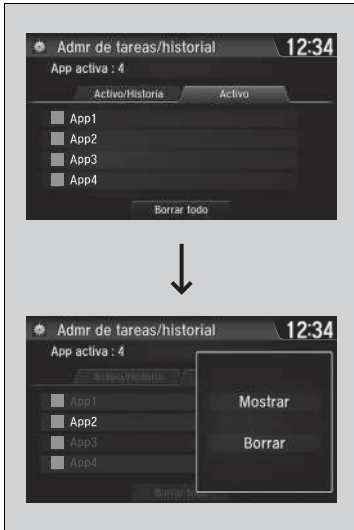 Admr de tareas/historial 12:34
App activa : 4
Activo/Historia Activo
App1
App2
App3
App4
Borrar todo
Admr de tareas/historial 12:34
App activa : 4
Activo/Historia
App1
App2
App3
App4
Mostrar
Borrar
Borrar todo